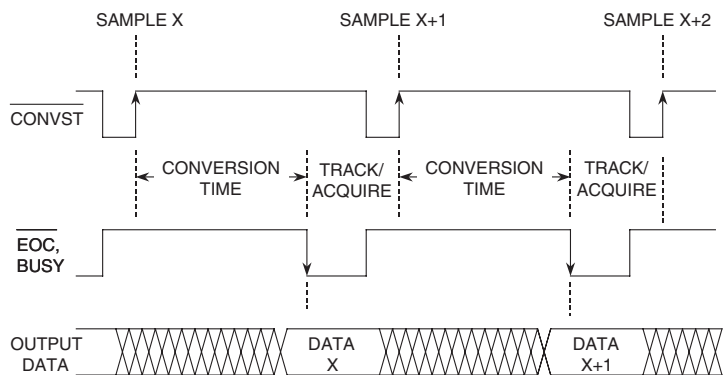 SAMPLE X
SAMPLE X+1
SAMPLE X+2
CONVST
CONVERSION
TIME
TRACK/
ACQUIRE
CONVERSION
TIME
TRACK/
ACQUIRE
EOC,
BUSY
OUTPUT
DATA
DATA
X
DATA
X+1